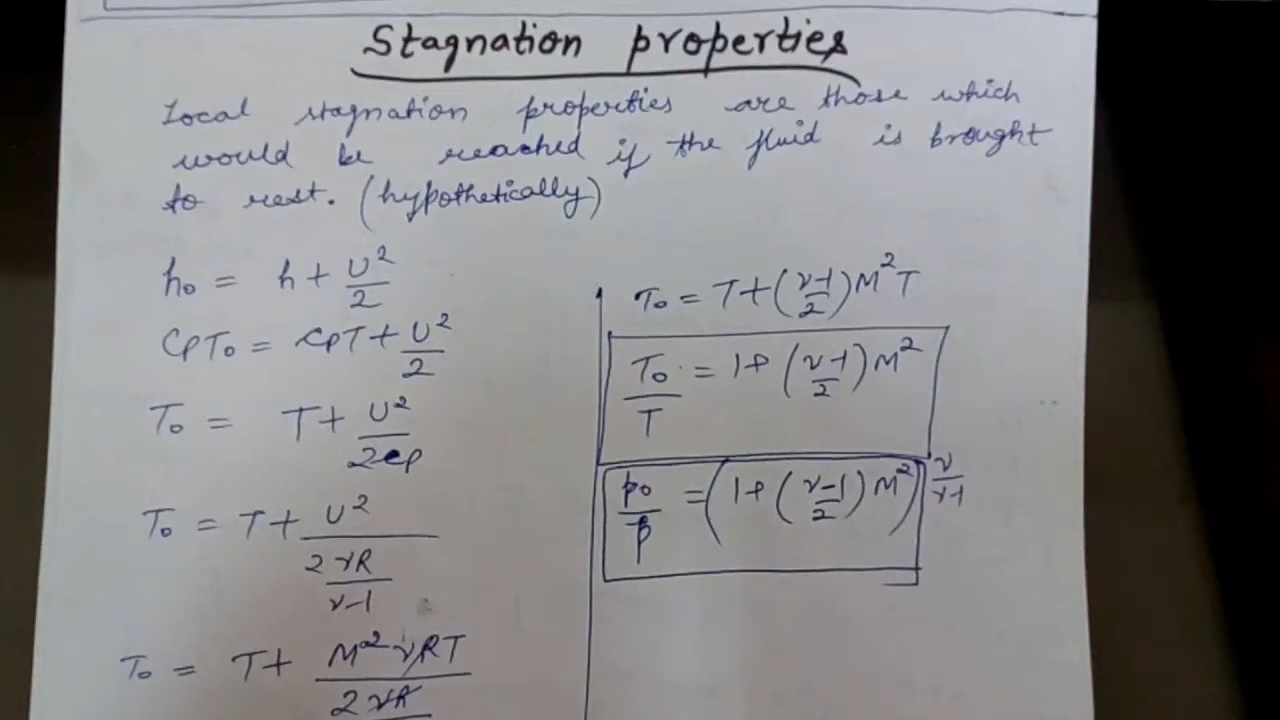 Stagnation properties
Local stagnation properties are those which
would be reached if the fluid is brought
to rest. (hypothetically)
h₀ = h + U²/2
CpT₀ = CpT + U²/2
T₀ = T + U²/2Cp
T₀ = T + U²/(2γR/(γ-1))
T₀ = T + M²γRT/2γR
T₀ = T + ((γ-1)/2)M²T
T₀/T = 1 + ((γ-1)/2)M²
p₀/p = (1 + ((γ-1)/2)M²)^(γ/(γ-1))